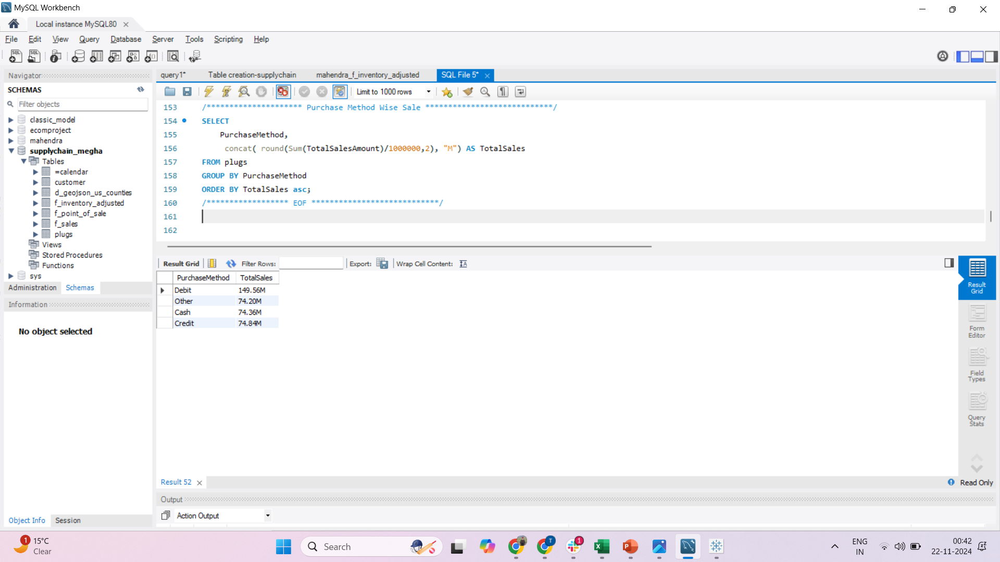 MySQL Workbench
Local instance MySQL80
File Edit View Query Database Server Tools Scripting Help
Navigator
SCHEMAS
Filter objects
classic_model
ecomproject
mahendra
supplychain_megha
Tables
=calendar
customer
d_geojson_us_counties
f_inventory_adjusted
f_point_of_sale
f_sales
plugs
Views
Stored Procedures
Functions
sys
Administration Schemas
Information
No object selected
Object Info Session
query1* Table creation-supplychain mahendra_f_inventory_adjusted SQL File 5*
Limit to 1000 rows
153 /********************* Purchase Method Wise Sale ****************************/
154 SELECT
155 PurchaseMethod,
156 concat( round(Sum(TotalSalesAmount)/1000000,2), "M") AS TotalSales
157 FROM plugs
158 GROUP BY PurchaseMethod
159 ORDER BY TotalSales asc;
160 /****************** EOF ****************************/
161
162
Result Grid Filter Rows: Export: Wrap Cell Content:
PurchaseMethod TotalSales
Debit 149.56M
Other 74.20M
Cash 74.36M
Credit 74.84M
Result Grid
Form Editor
Field Types
Query Stats
Result 52
Read Only
Output
Action Output
1 15°C
Clear
Search
T
1
ENG
IN
00:42
22-11-2024